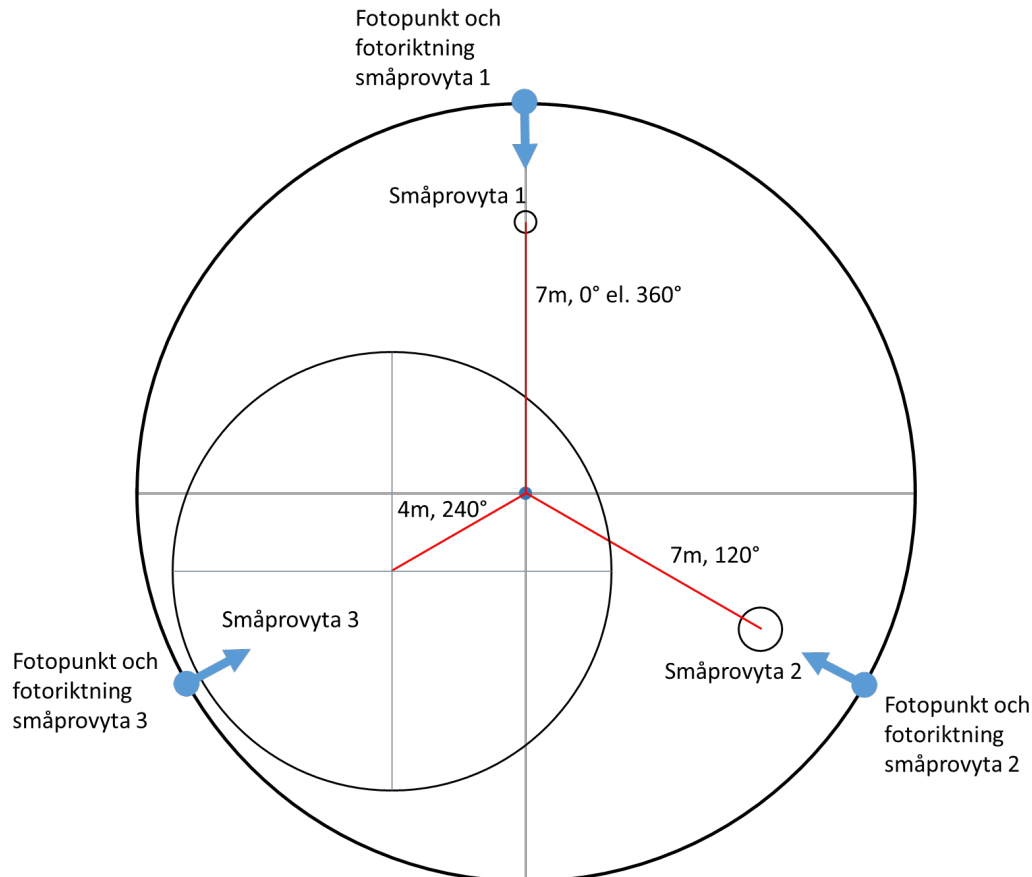 Fotopunkt och
fotoriktning
småprovyta 1
Småprovyta 1
7m, 0° el. 360°
4m, 240°
7m, 120°
Småprovyta 3
Fotopunkt och
fotoriktning
småprovyta 3
Småprovyta 2
Fotopunkt och
fotoriktning
småprovyta 2